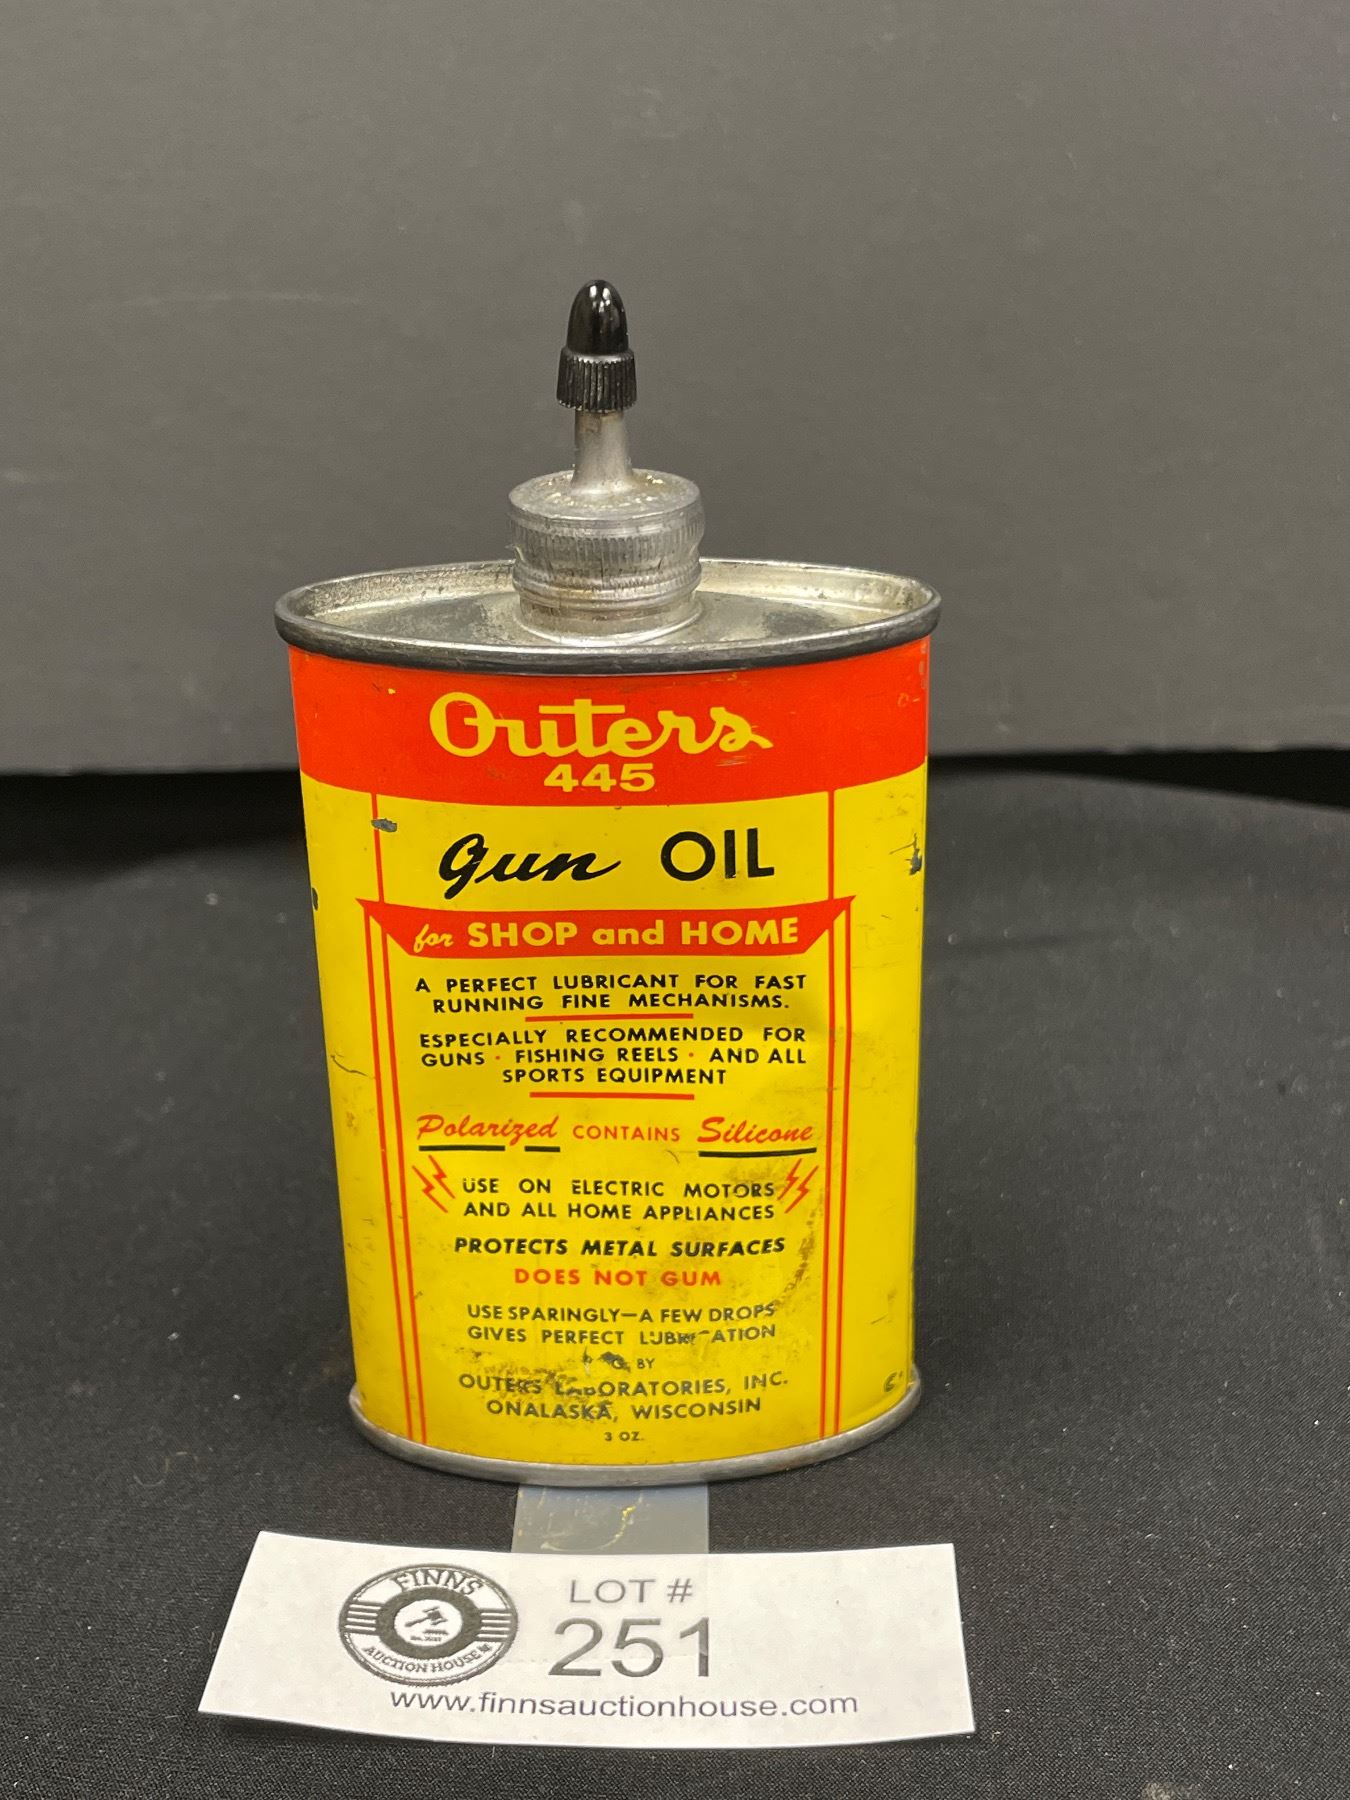 Outers
445
Gun OIL
for SHOP and HOME
A PERFECT LUBRICANT FOR FAST
RUNNING FINE MECHANISMS.
ESPECIALLY RECOMMENDED FOR
GUNS · FISHING REELS · AND ALL
SPORTS EQUIPMENT
Polarized CONTAINS Silicone
USE ON ELECTRIC MOTORS
AND ALL HOME APPLIANCES
PROTECTS METAL SURFACES
DOES NOT GUM
USE SPARINGLY—A FEW DROPS
GIVES PERFECT LUBRICATION
BY
OUTERS LABORATORIES, INC.
ONALASKA, WISCONSIN
3 OZ.
FINNS
AUCTION HOUSE
LOT #
251
www.finnsauctionhouse.com